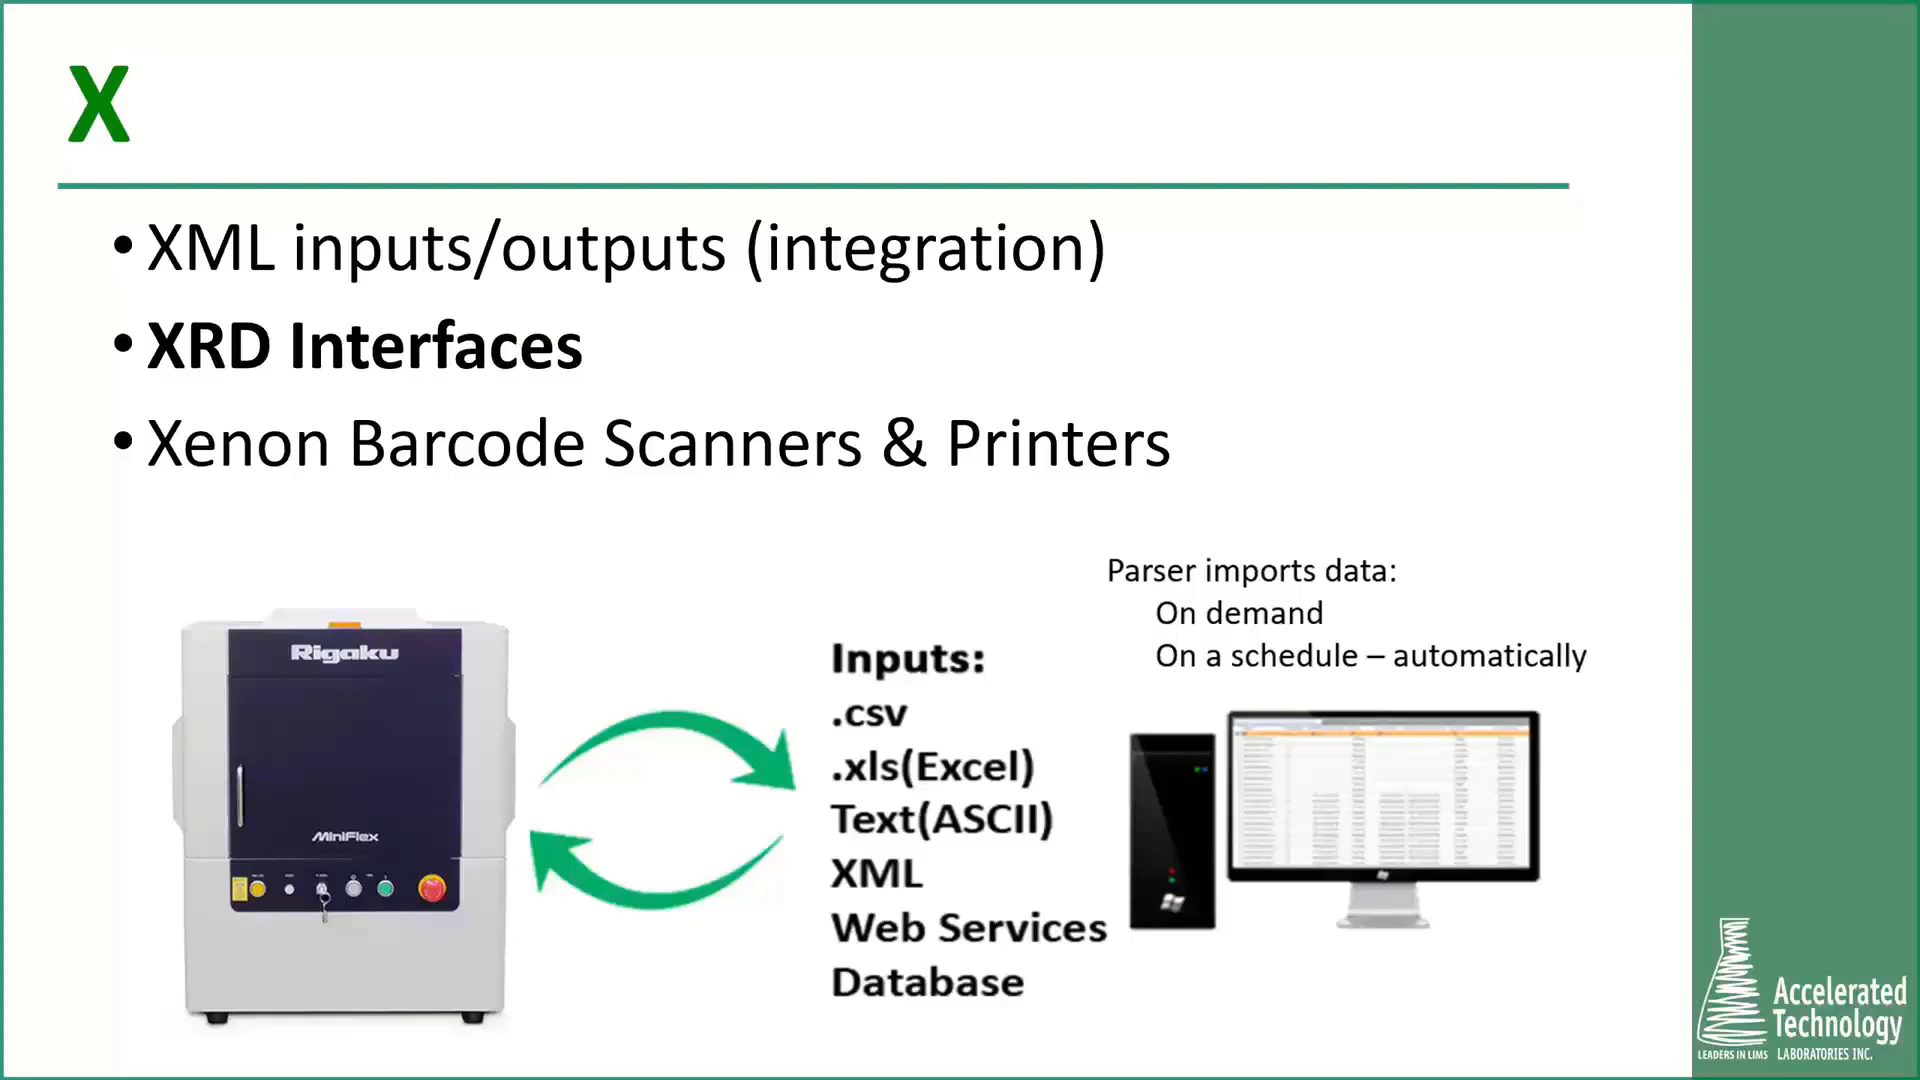 X
• XML inputs/outputs (integration)
• XRD Interfaces
• Xenon Barcode Scanners & Printers
Parser imports data:
On demand
On a schedule – automatically
Rigaku
MiniFlex
Inputs:
.csv
.xls(Excel)
Text(ASCII)
XML
Web Services
Database
Accelerated
Technology
LEADERS IN LIMS LABORATORIES INC.